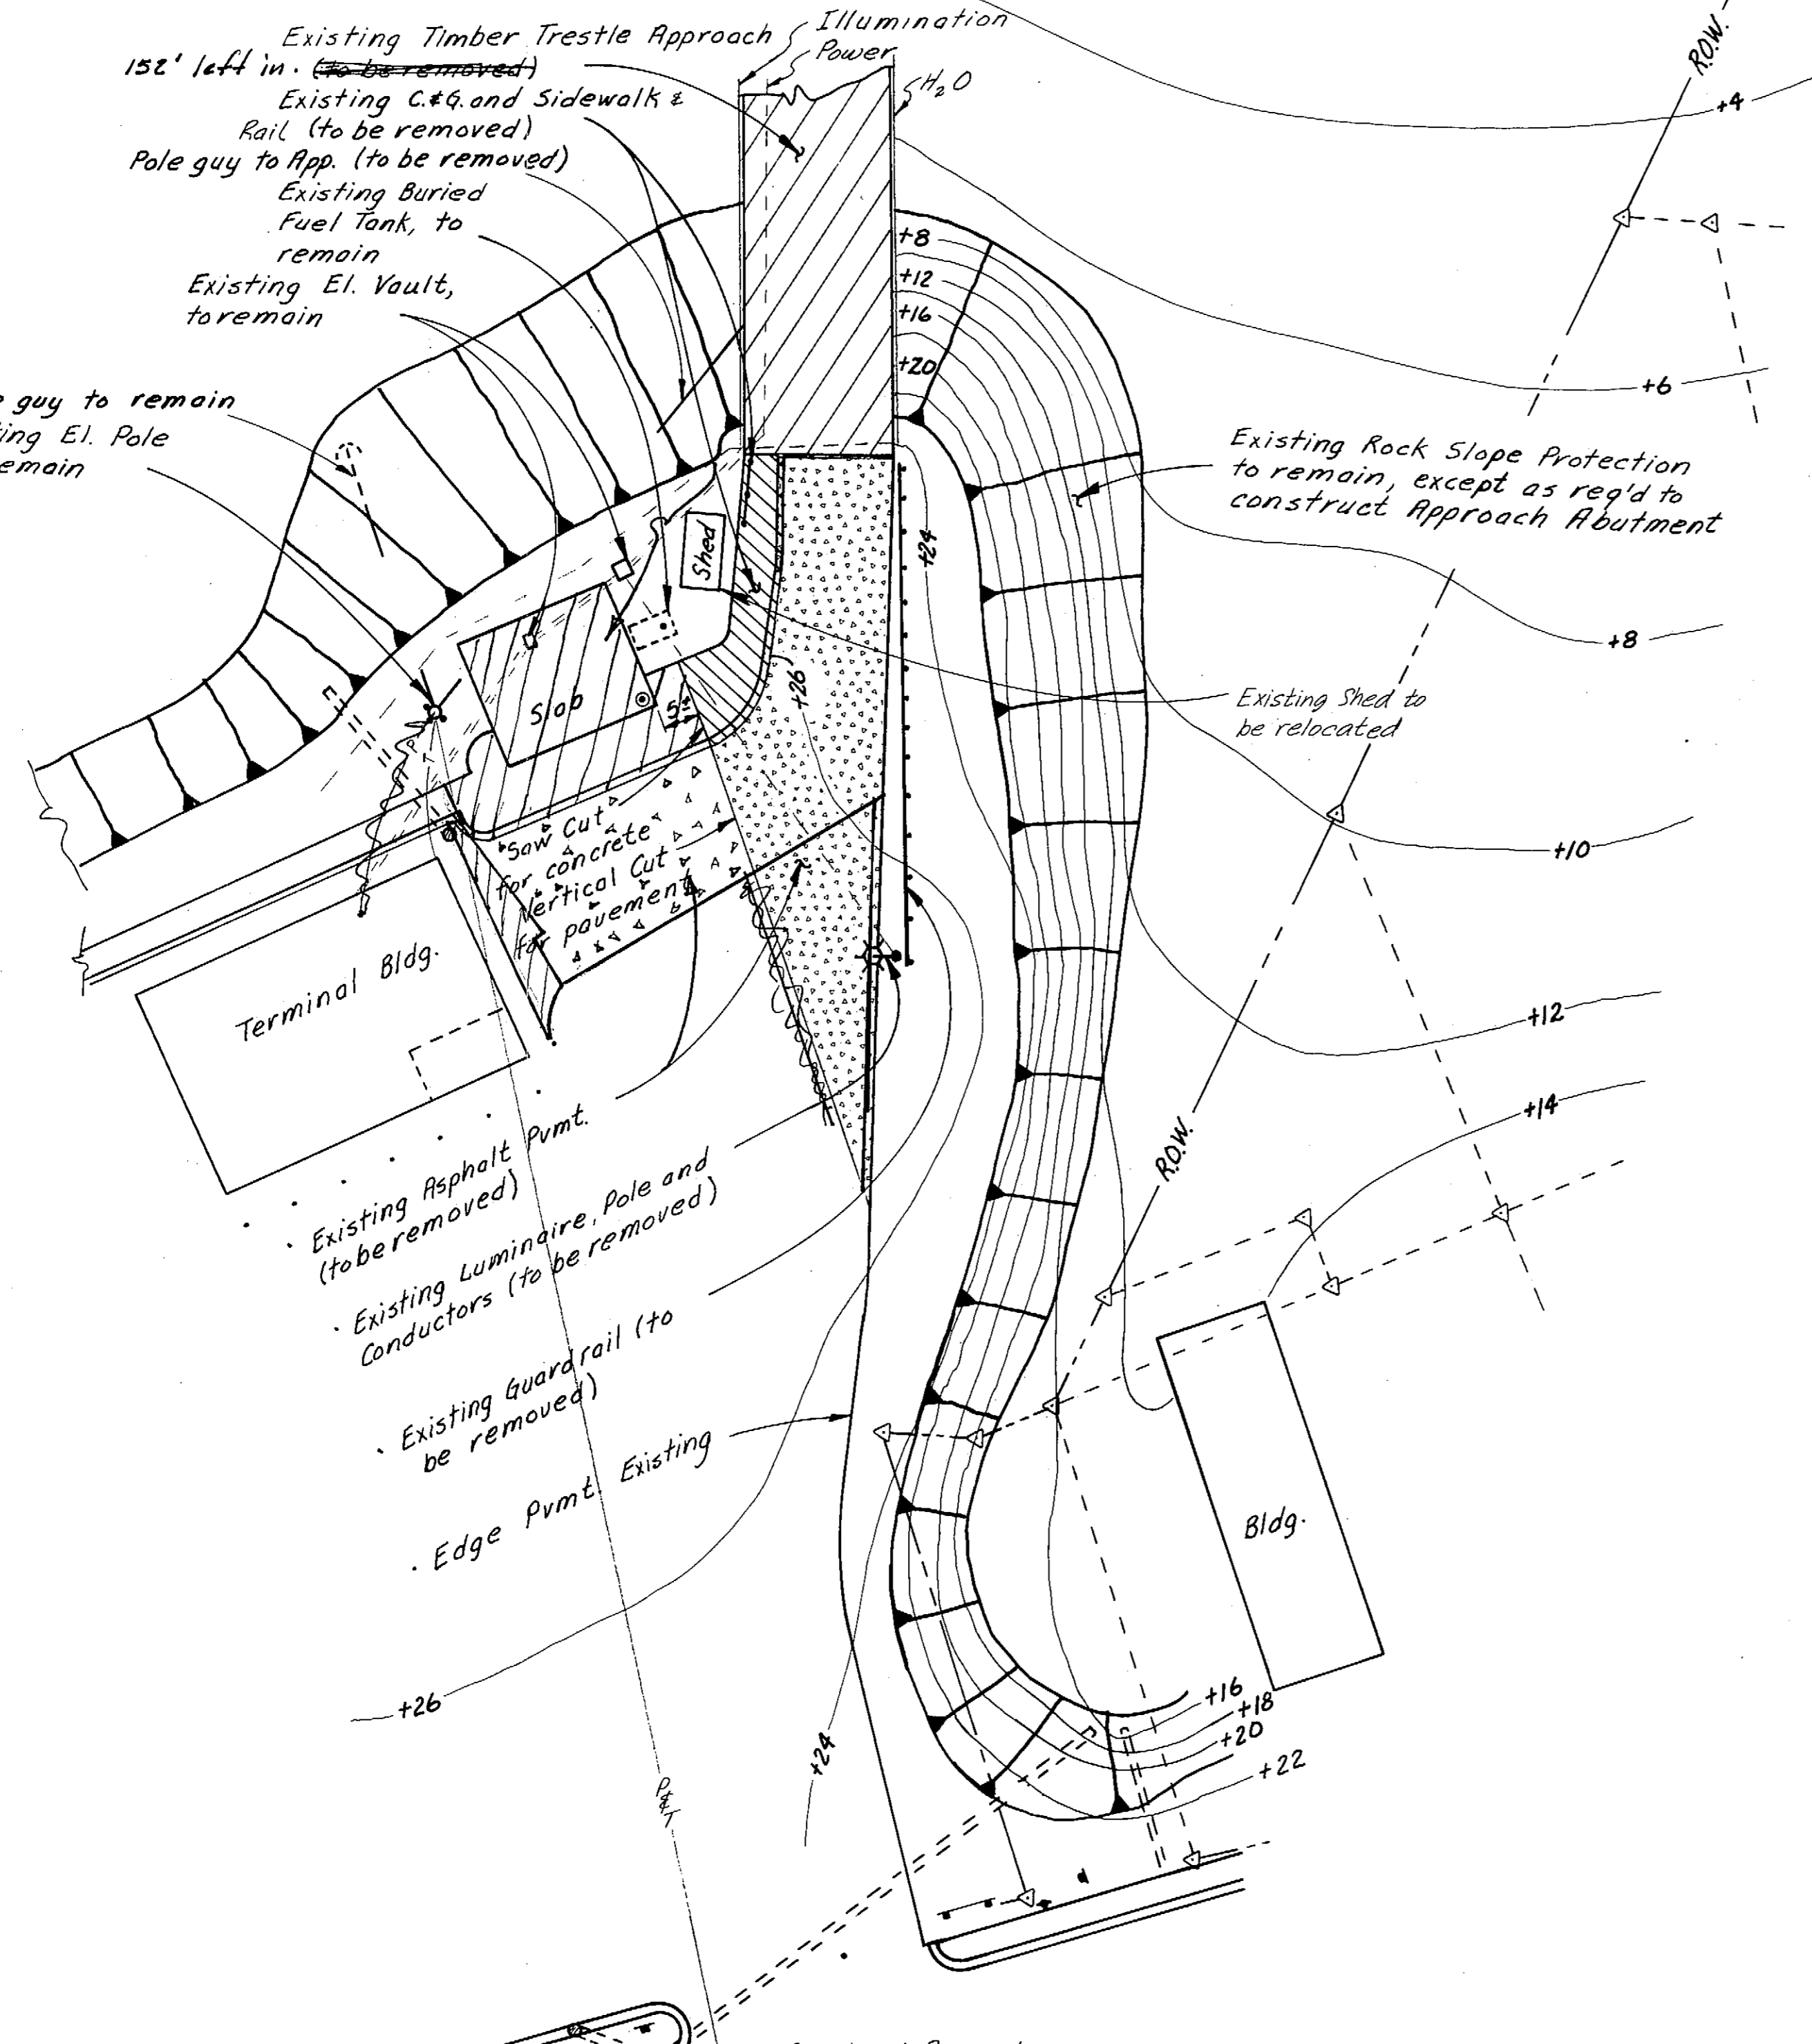 Illumination
Power
H₂O
Existing Timber Trestle Approach
152' left in. (to be removed)
Existing C.&G. and Sidewalk &
Rail (to be removed)
Pole guy to App. (to be removed)
Existing Buried
Fuel Tank, to
remain
Existing El. Vault,
to remain
guy to remain
El. Pole
R.O.W.
+4
+6
+8
+8
+12
+16
+20
+24
Existing Rock Slope Protection
to remain, except as req'd to
construct Approach Abutment
Shed
Slab
5'±
+26
Existing Shed to
be relocated
Saw Cut
for concrete
Vertical Cut
for pavement
+10
+12
+14
Terminal Bldg.
R.O.W.
Existing Asphalt Pvmt.
(to be removed)
Existing Luminaire, Pole and
Conductors (to be removed)
Existing Guardrail (to
be removed)
Edge Pvmt. Existing
Bldg.
+26
+24
+16
+18
+20
+22
P&T